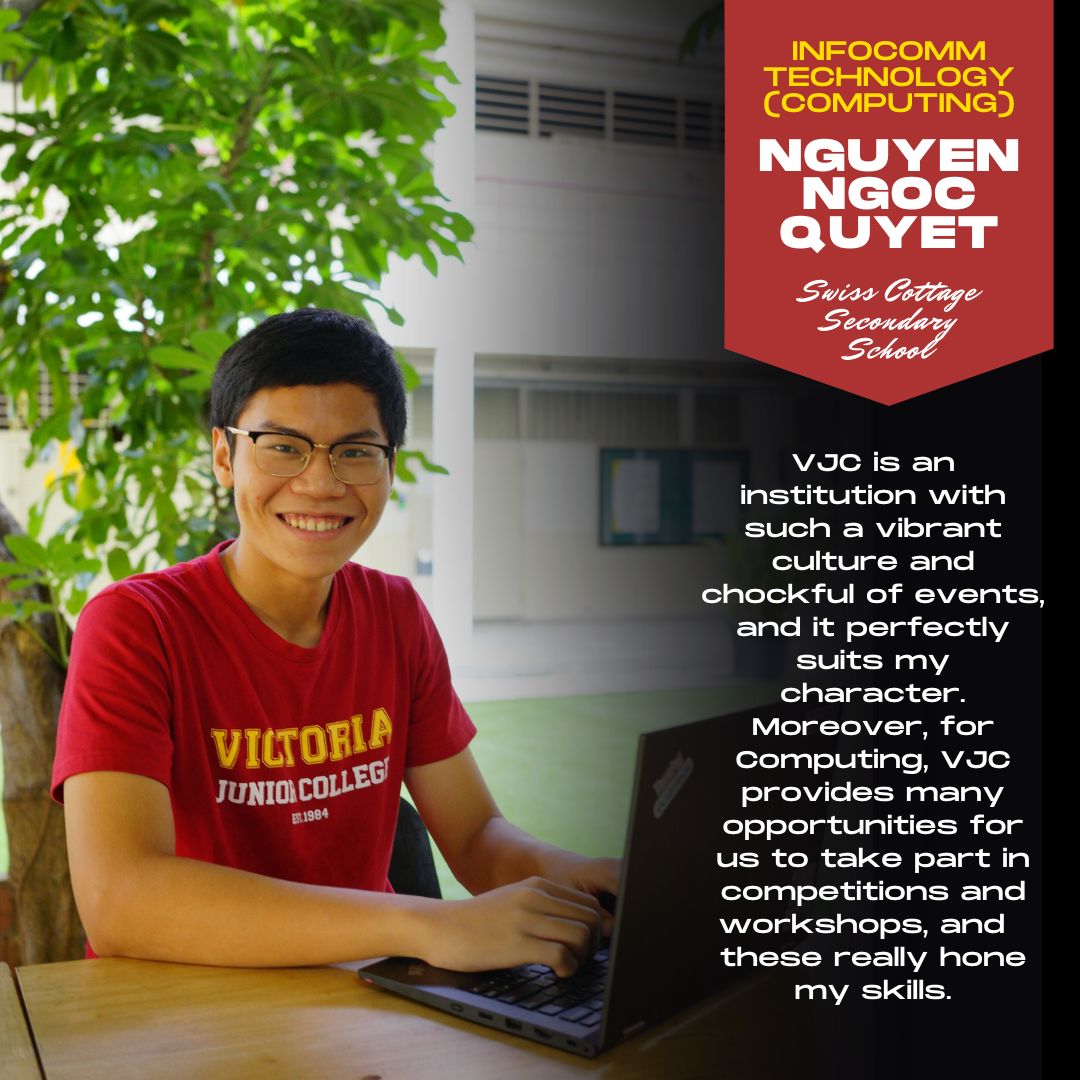 INFOCOMM
TECHNOLOGY
(COMPUTING)
NGUYEN
NGOC
QUYET
Swiss Cottage
Secondary
School
VJC is an
institution with
such a vibrant
culture and
chockful of events,
and it perfectly
suits my
character.
Moreover, for
Computing, VJC
provides many
opportunities for
us to take part in
competitions and
workshops, and
these really hone
my skills.
VICTORIA
JUNIOR COLLEGE
EST.1984